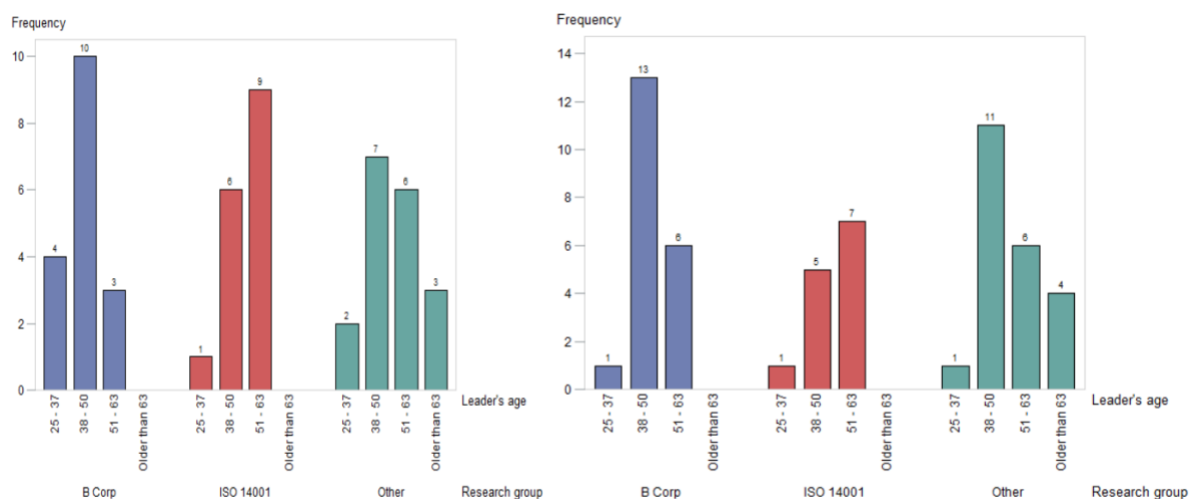 Frequency
10
8
6
4
2
0
4
10
3
1
6
9
2
7
6
3
25 - 37
38 - 50
51 - 63
Older than 63
25 - 37
38 - 50
51 - 63
Older than 63
25 - 37
38 - 50
51 - 63
Older than 63
Leader's age
B Corp ISO 14001 Other Research group
Frequency
14
12
10
8
6
4
2
0
1
13
6
1
5
7
1
11
6
4
25 - 37
38 - 50
51 - 63
Older than 63
25 - 37
38 - 50
51 - 63
Older than 63
25 - 37
38 - 50
51 - 63
Older than 63
Leader's age
B Corp ISO 14001 Other Research group